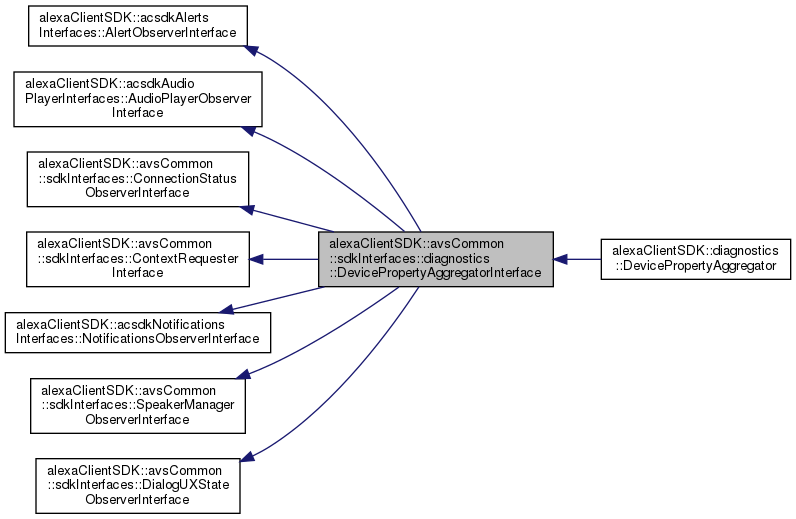 alexaClientSDK::acsdkAlerts
Interfaces::AlertObserverInterface
alexaClientSDK::acsdkAudio
PlayerInterfaces::AudioPlayerObserver
Interface
alexaClientSDK::avsCommon
::sdkInterfaces::ConnectionStatus
ObserverInterface
alexaClientSDK::avsCommon
::sdkInterfaces::ContextRequester
Interface
alexaClientSDK::acsdkNotifications
Interfaces::NotificationsObserverInterface
alexaClientSDK::avsCommon
::sdkInterfaces::SpeakerManager
ObserverInterface
alexaClientSDK::avsCommon
::sdkInterfaces::DialogUXState
ObserverInterface
alexaClientSDK::avsCommon
::sdkInterfaces::diagnostics
::DevicePropertyAggregatorInterface
alexaClientSDK::diagnostics
::DevicePropertyAggregator